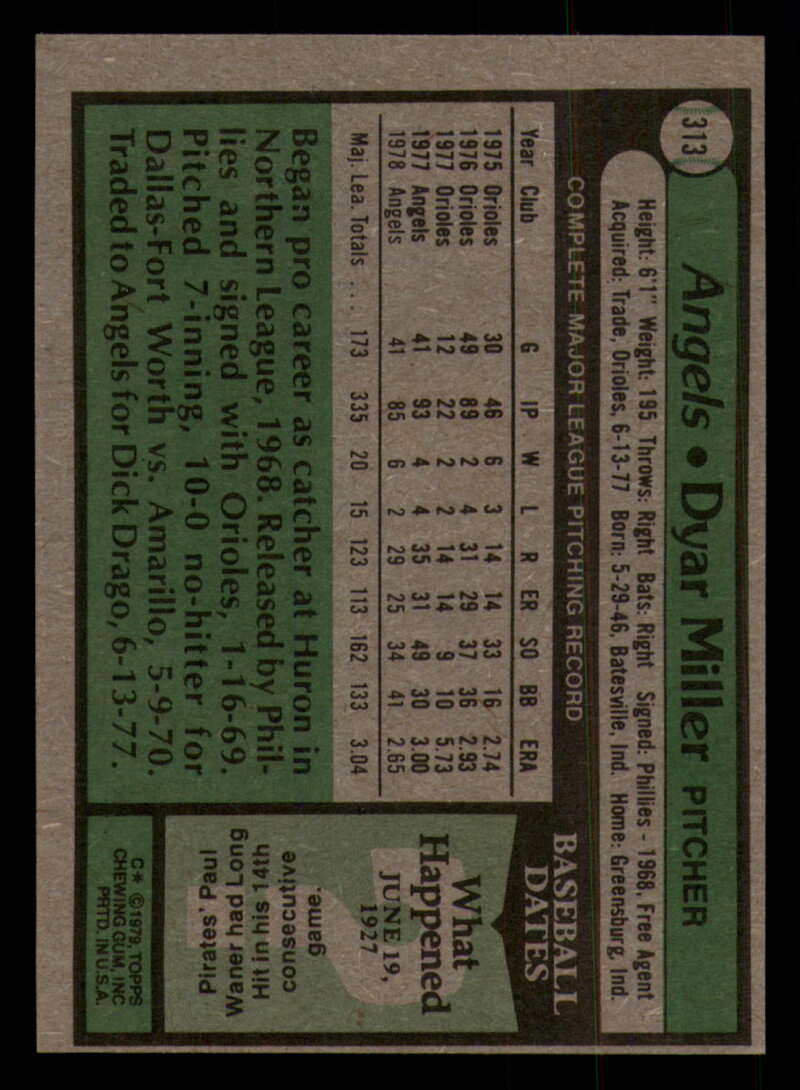 313
Angels • Dyar Miller PITCHER
Height: 6'1" Weight: 195 Throws: Right Bats: Right Signed: Phillies - 1968, Free Agent
Acquired: Trade, Orioles, 6-13-77 Born: 5-29-46, Batesville, Ind. Home: Greensburg, Ind.
COMPLETE MAJOR LEAGUE PITCHING RECORD
Year Club G IP W L R ER SO BB ERA
1975 Orioles 30 46 6 3 14 14 33 16 2.74
1976 Orioles 49 89 2 4 31 29 37 36 2.93
1977 Orioles 12 22 2 2 14 14 9 10 5.73
1977 Angels 41 93 4 4 35 31 49 30 3.00
1978 Angels 41 85 6 2 29 25 34 41 2.65
Maj. Lea. Totals . . . 173 335 20 15 123 113 162 133 3.04
Began pro career as catcher at Huron in
Northern League, 1968. Released by Phil-
lies and signed with Orioles, 1-16-69.
Pitched 7-inning, 10-0 no-hitter for
Dallas-Fort Worth vs. Amarillo, 5-9-70.
Traded to Angels for Dick Drago, 6-13-77.
BASEBALL
DATES
What
Happened
JUNE 19,
1927
Pirates' Paul
Waner had Long
Hit in his 14th
consecutive
game.
C* ©1979, TOPPS
CHEWING GUM, INC
PRTD. IN U.S.A.